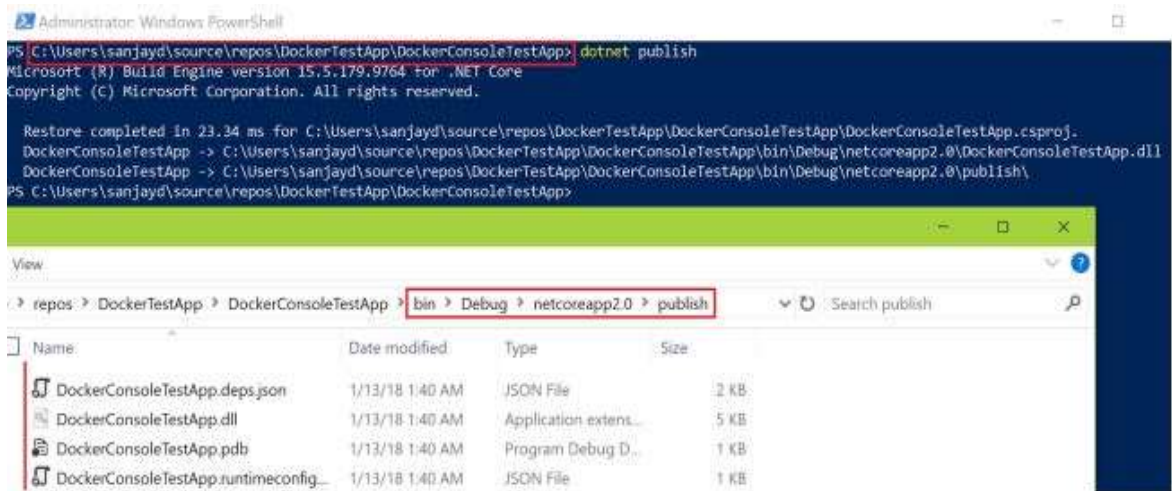 Administrator: Windows PowerShell
PS C:\Users\sanjayd\source\repos\DockerTestApp\DockerConsoleTestApp> dotnet publish
Microsoft (R) Build Engine version 15.5.179.9764 for .NET Core
Copyright (C) Microsoft Corporation. All rights reserved.
Restore completed in 23.34 ms for C:\Users\sanjayd\source\repos\DockerTestApp\DockerConsoleTestApp\DockerConsoleTestApp.csproj.
DockerConsoleTestApp -> C:\Users\sanjayd\source\repos\DockerTestApp\DockerConsoleTestApp\bin\Debug\netcoreapp2.0\DockerConsoleTestApp.dll
DockerConsoleTestApp -> C:\Users\sanjayd\source\repos\DockerTestApp\DockerConsoleTestApp\bin\Debug\netcoreapp2.0\publish\
PS C:\Users\sanjayd\source\repos\DockerTestApp\DockerConsoleTestApp>
View
> repos > DockerTestApp > DockerConsoleTestApp > bin > Debug > netcoreapp2.0 > publish Search publish
Name Date modified Type Size
DockerConsoleTestApp.deps.json 1/13/18 1:40 AM JSON File 2 KB
DockerConsoleTestApp.dll 1/13/18 1:40 AM Application extens... 5 KB
DockerConsoleTestApp.pdb 1/13/18 1:40 AM Program Debug D... 1 KB
DockerConsoleTestApp.runtimeconfig... 1/13/18 1:40 AM JSON File 1 KB